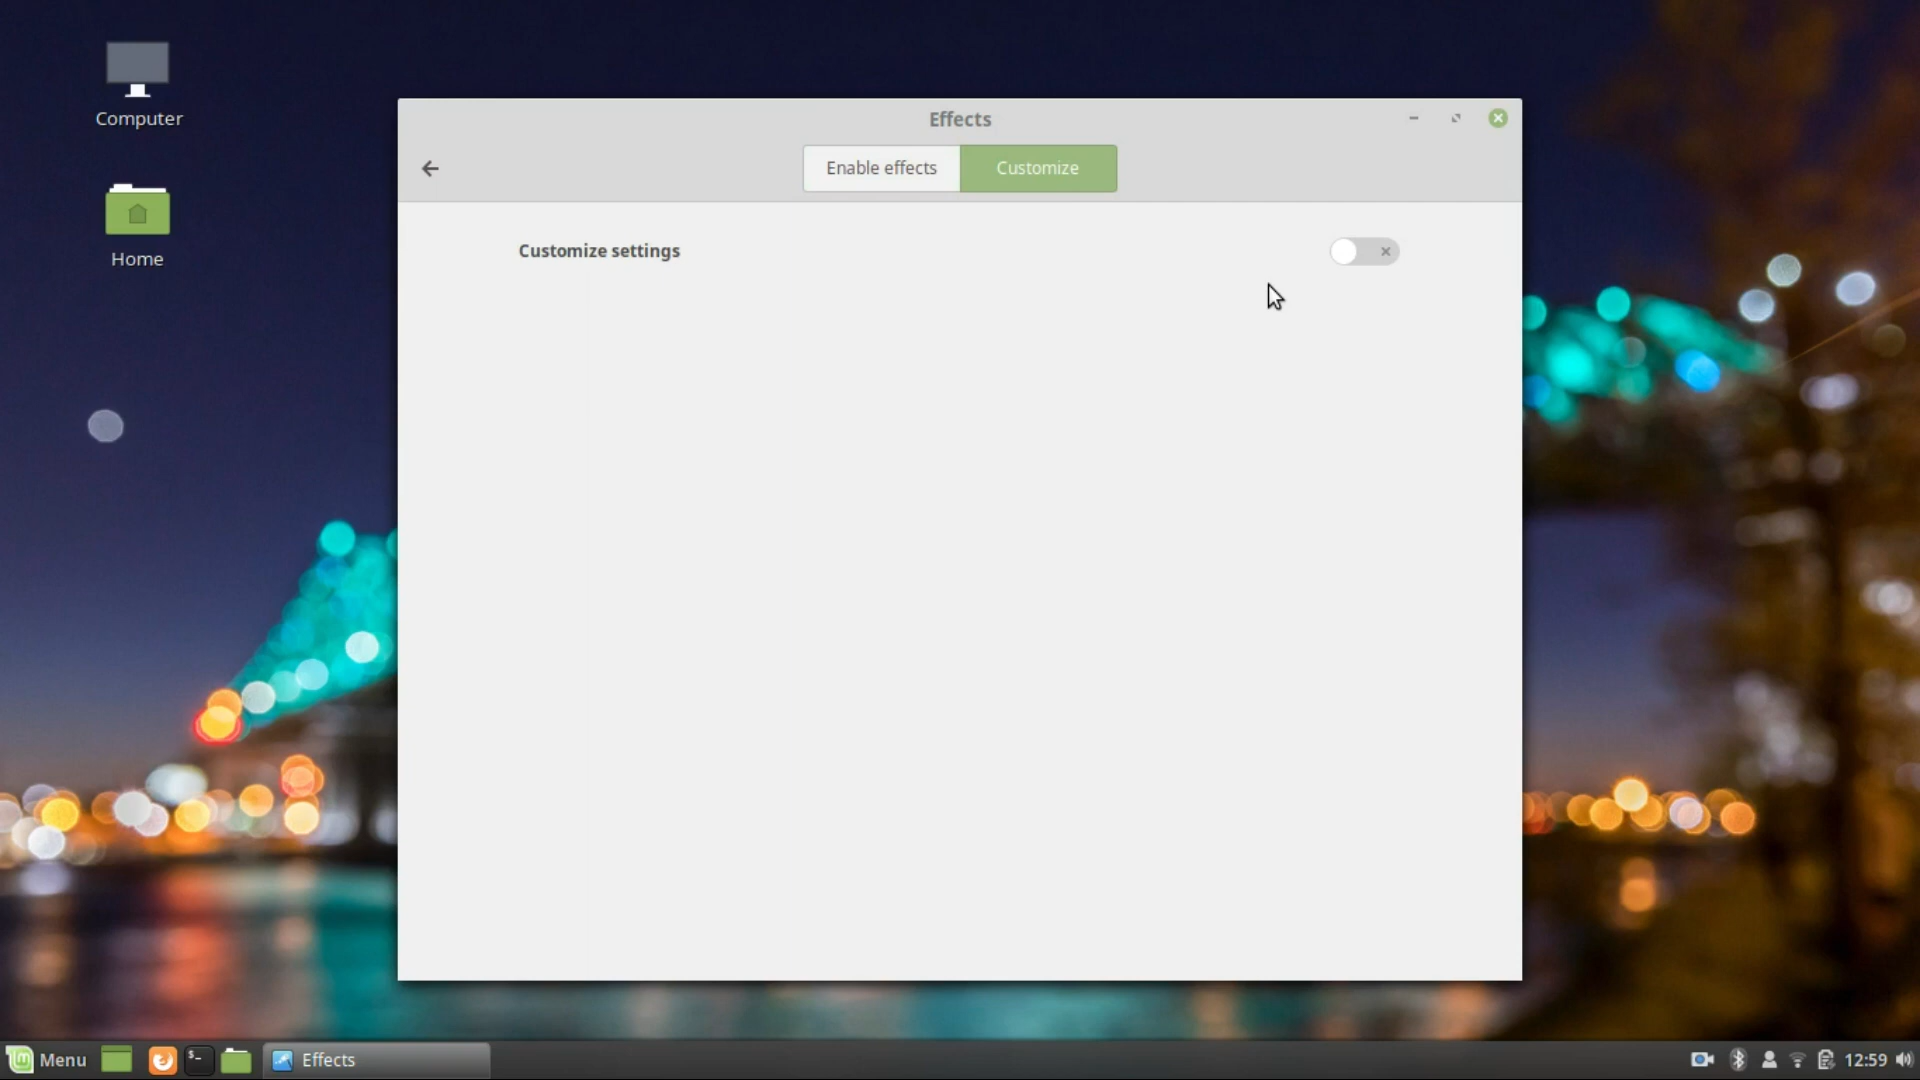 Computer
Home
Effects
Enable effects
Customize
Customize settings
Menu
$-
Effects
12:59